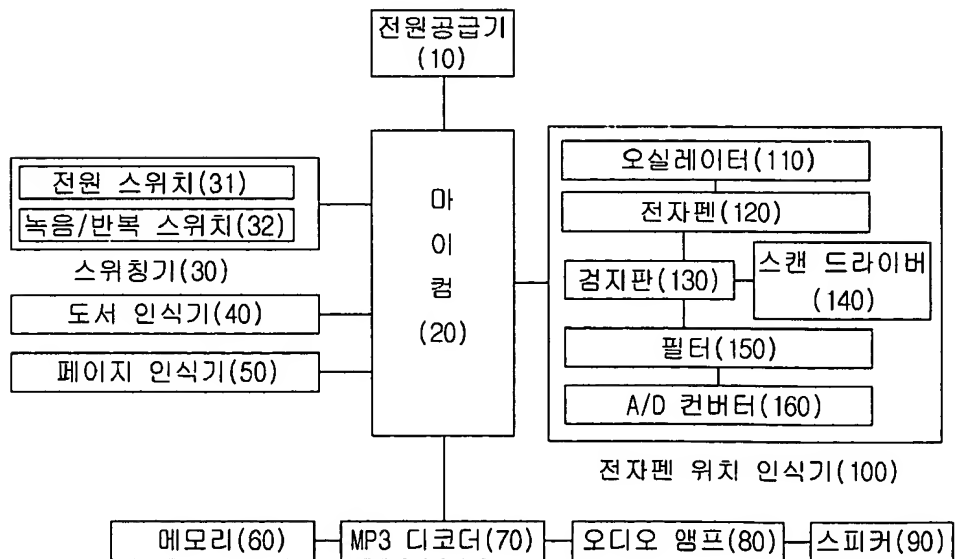 전원공급기
(10)
전원 스위치(31)
녹음/반복 스위치(32)
스위칭기(30)
도서 인식기(40)
페이지 인식기(50)
마
이
컴
(20)
오실레이터(110)
전자펜(120)
검지판(130)
스캔 드라이버
(140)
필터(150)
A/D 컨버터(160)
전자펜 위치 인식기(100)
메모리(60)
MP3 디코더(70)
오디오 앰프(80)
스피커(90)